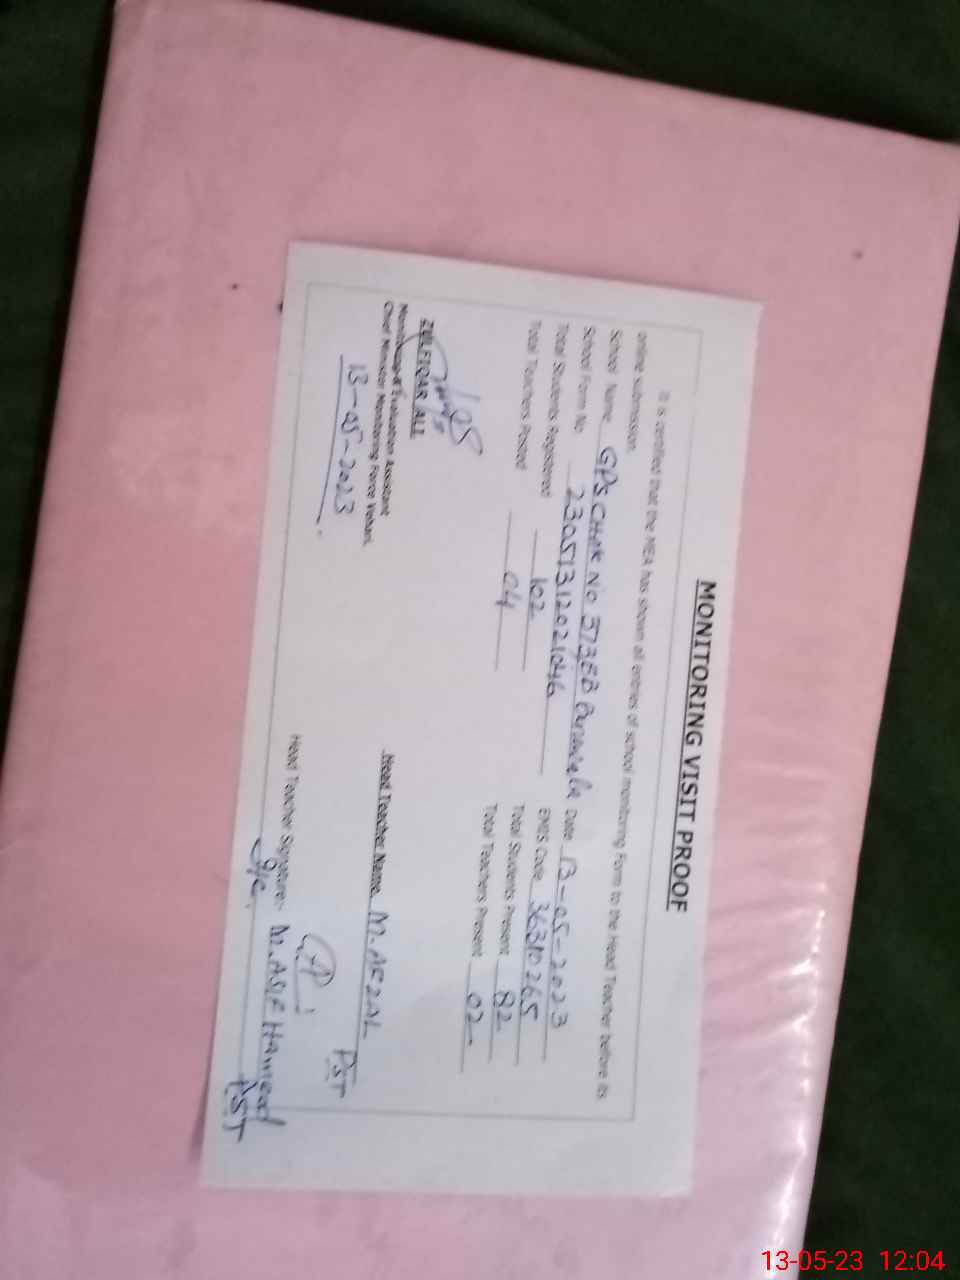 MONITORING VISIT PROOF
It is certified that the MEA has shown all entries of school monitoring Form to the Head Teacher before its
online submission.
School Name GPS CHAK NO 373EB Burewala Date 13-05-2023
School Form No 23051312021046 EMIS Code 36310265
Total Students Registered 102 Total Students Present 82
Total Teachers Posted 04 Total Teachers Present 02
ZULFIQAR ALI
Monitoring & Evaluation Assistant
Chief Minister Monitoring Force Vehari.
13-05-2023
Head Teacher Name M. AFZAL
PST
Head Teacher Signature:- M. ASIF Hameed
PST
13-05-23 12:04